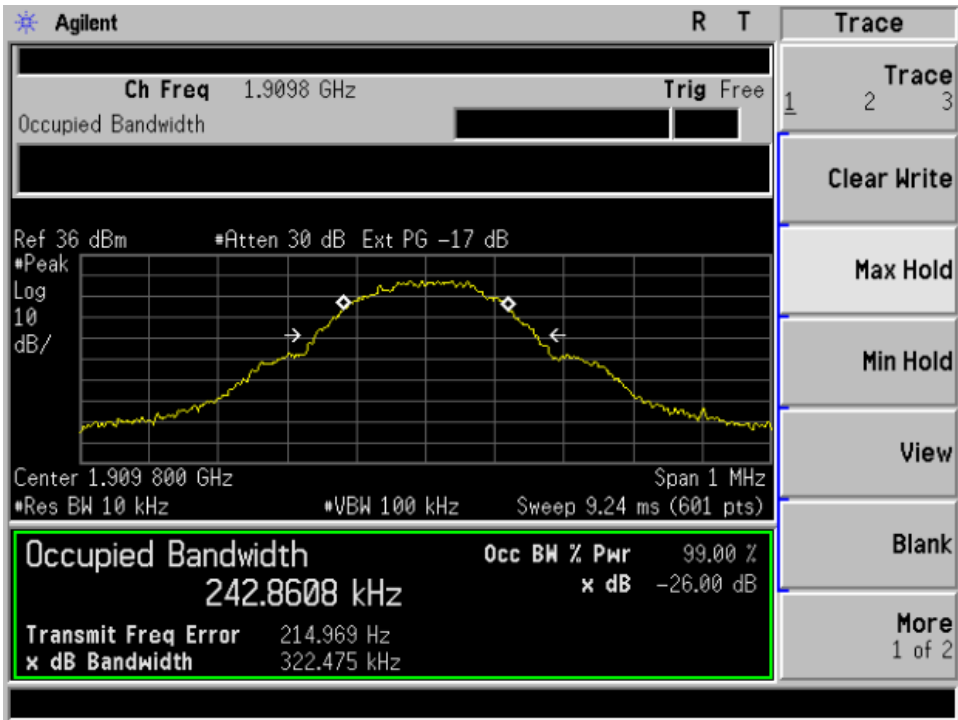 Agilent R T Trace
Ch Freq 1.9098 GHz Trig Free
Occupied Bandwidth
Trace
1 2 3
Clear Write
Max Hold
Min Hold
View
Blank
More
1 of 2
Ref 36 dBm #Atten 30 dB Ext PG -17 dB
#Peak
Log
10
dB/
Center 1.909 800 GHz Span 1 MHz
#Res BW 10 kHz #VBW 100 kHz Sweep 9.24 ms (601 pts)
Occupied Bandwidth Occ BW % Pwr 99.00 %
242.8608 kHz x dB -26.00 dB
Transmit Freq Error 214.969 Hz
x dB Bandwidth 322.475 kHz